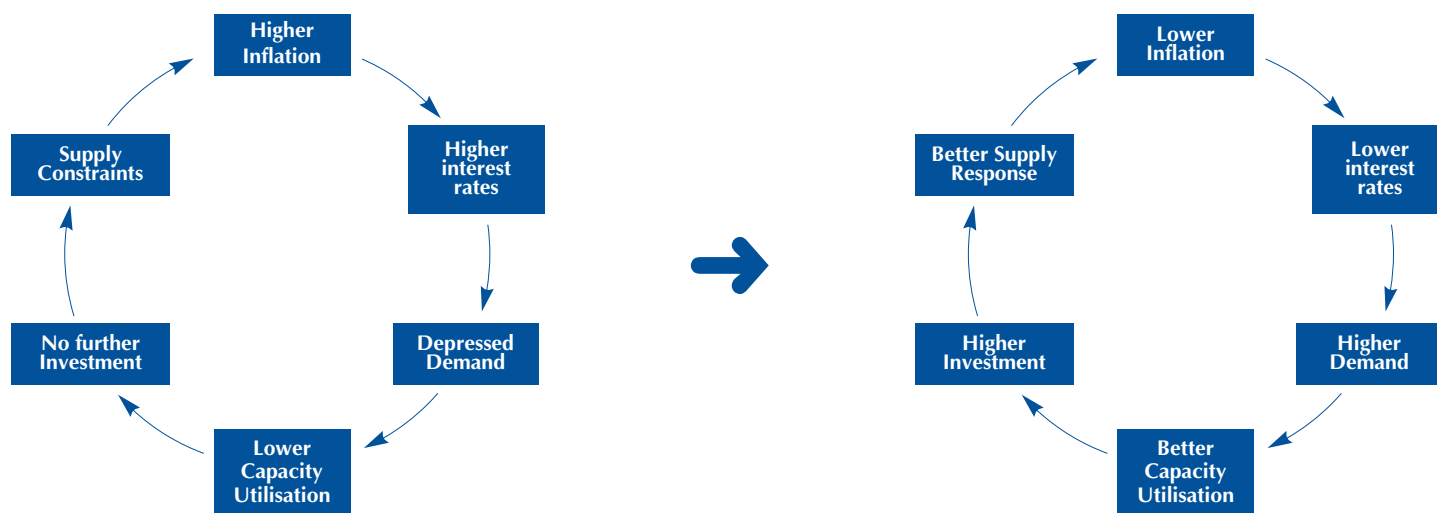 Higher
Inflation
Higher
interest
rates
Depressed
Demand
Lower
Capacity
Utilisation
No further
Investment
Supply
Constraints
Lower
Inflation
Lower
interest
rates
Higher
Demand
Better
Capacity
Utilisation
Higher
Investment
Better Supply
Response